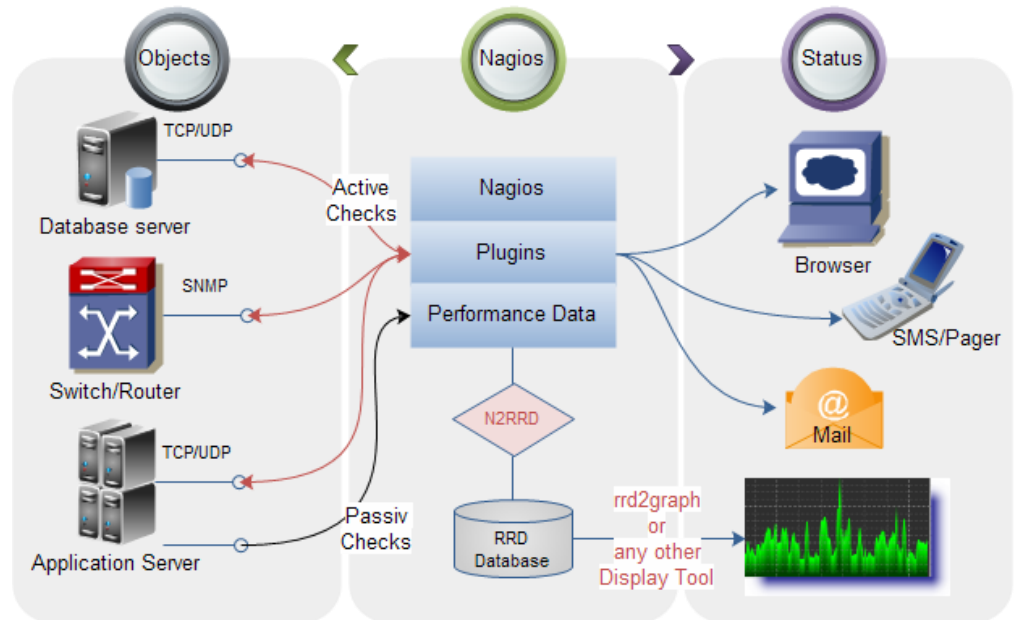 Objects
Nagios
Status
TCP/UDP
Database server
SNMP
Switch/Router
TCP/UDP
Application Server
Active
Checks
Passiv
Checks
Nagios
Plugins
Performance Data
N2RRD
RRD
Database
rrd2graph
or
any other
Display Tool
Browser
SMS/Pager
@
Mail